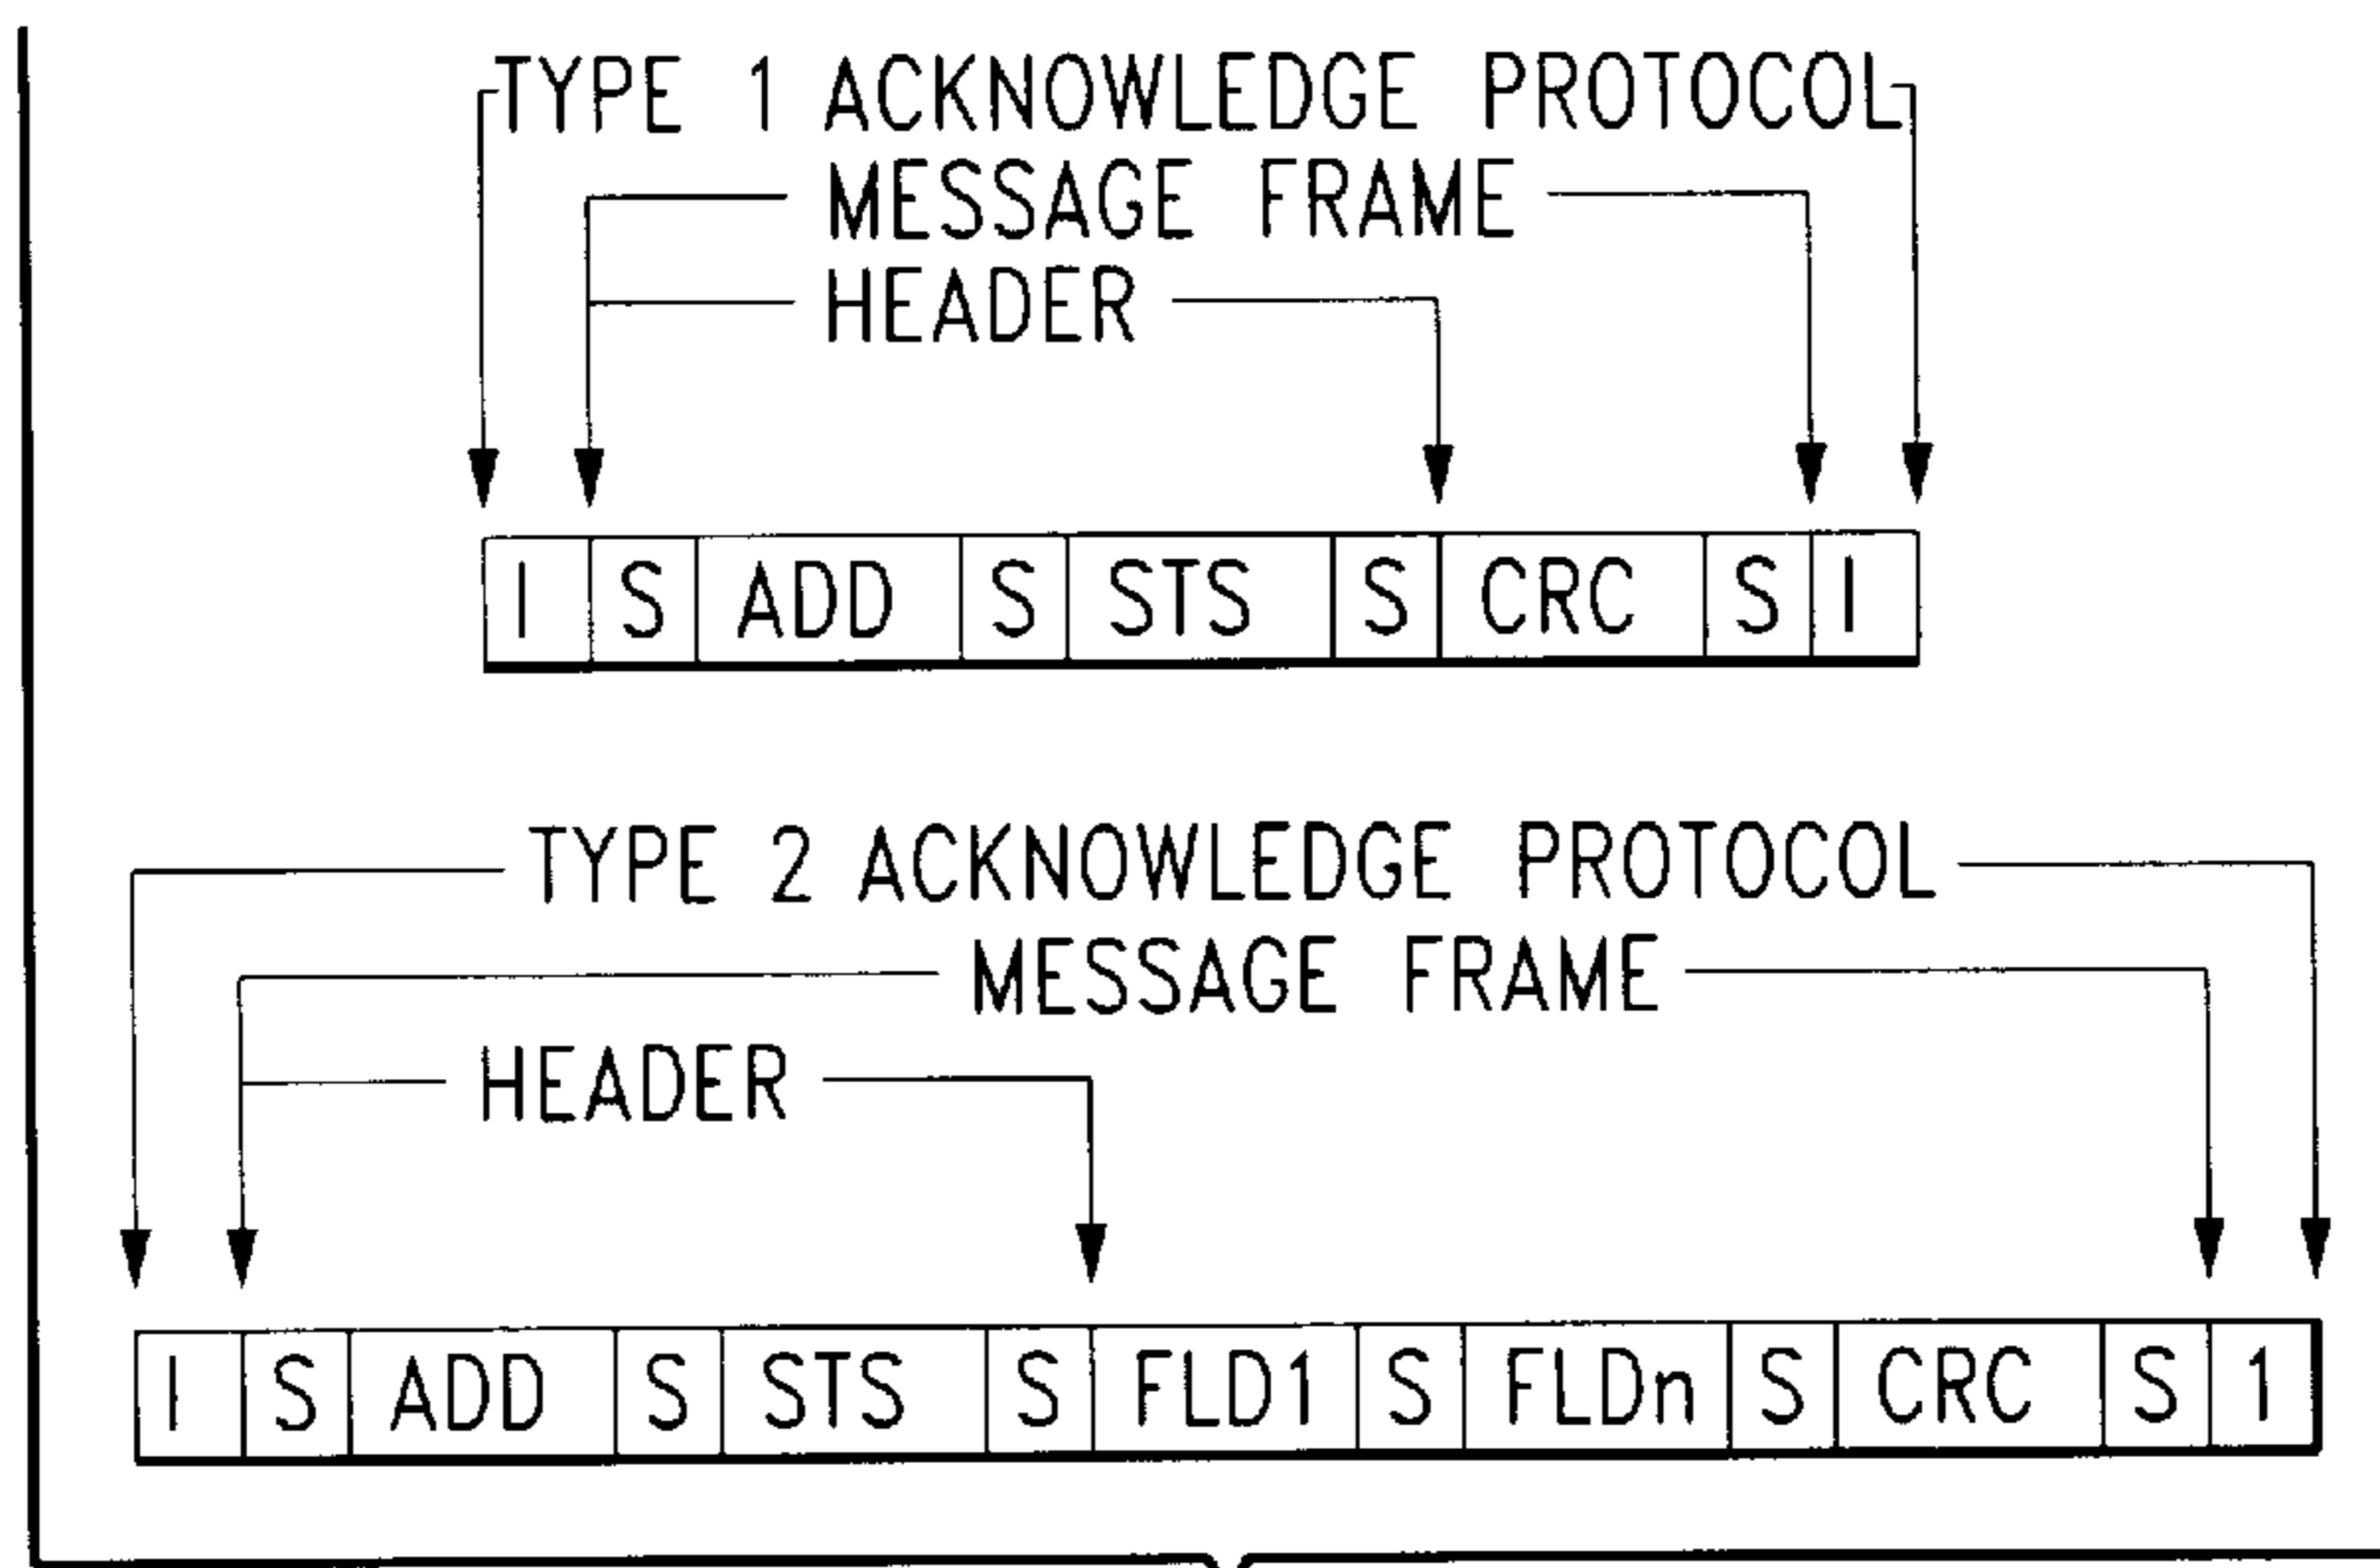 TYPE 1 ACKNOWLEDGE PROTOCOL
MESSAGE FRAME
HEADER
I S ADD S STS S CRC S I
TYPE 2 ACKNOWLEDGE PROTOCOL
MESSAGE FRAME
HEADER
I S ADD S STS S FLD1 S FLDn S CRC S 1